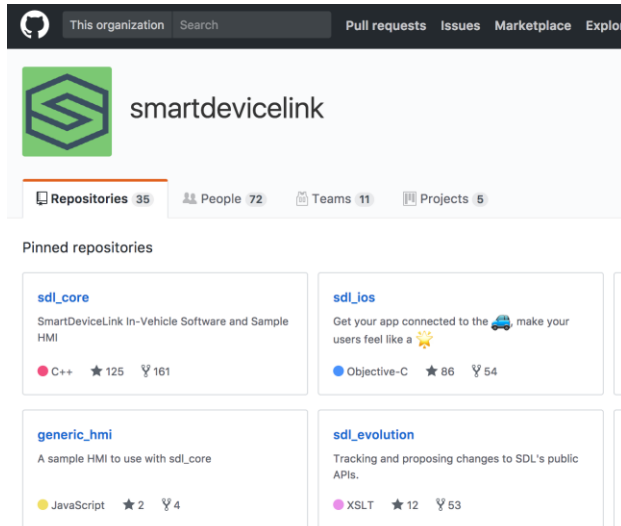 This organization Search Pull requests Issues Marketplace Explo
smartdevicelink
Repositories 35 People 72 Teams 11 Projects 5
Pinned repositories
sdl_core
SmartDeviceLink In-Vehicle Software and Sample
HMI
C++ 125 161
sdl_ios
Get your app connected to the 🚙, make your
users feel like a 🌟
Objective-C 86 54
generic_hmi
A sample HMI to use with sdl_core
JavaScript 2 4
sdl_evolution
Tracking and proposing changes to SDL's public
APIs.
XSLT 12 53